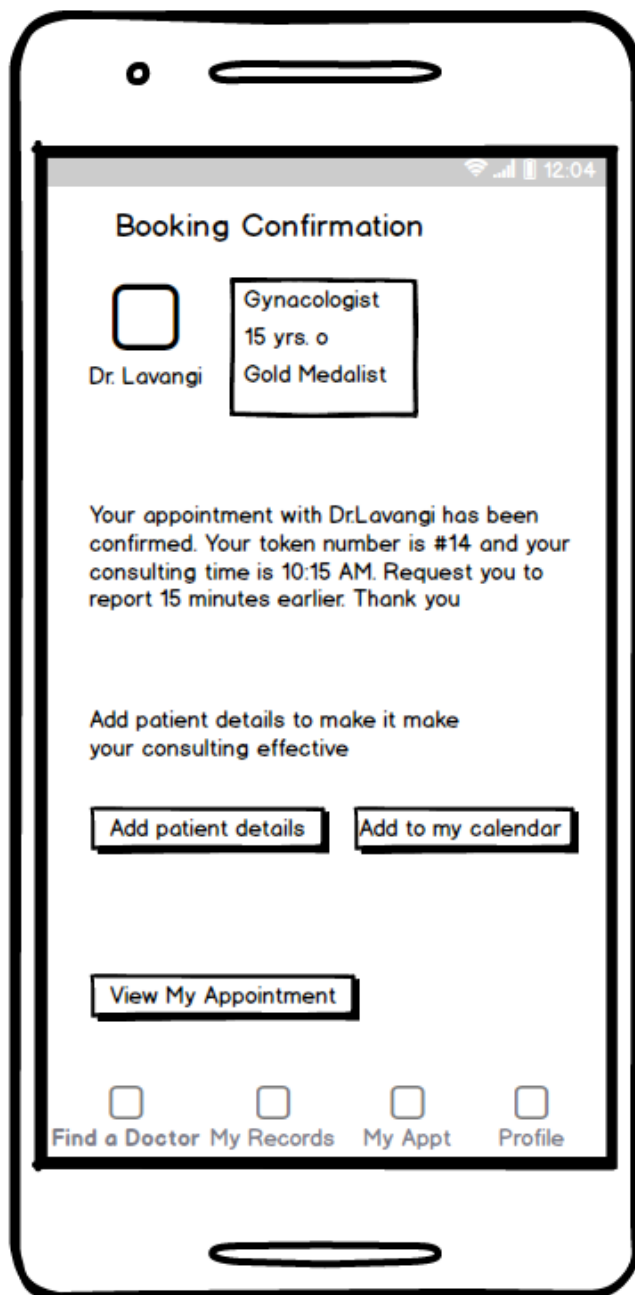 12:04
Booking Confirmation
Gynacologist
15 yrs. o
Gold Medalist
Dr. Lavangi
Your appointment with Dr.Lavangi has been
confirmed. Your token number is #14 and your
consulting time is 10:15 AM. Request you to
report 15 minutes earlier. Thank you
Add patient details to make it make
your consulting effective
Add patient details
Add to my calendar
View My Appointment
Find a Doctor
My Records
My Appt
Profile